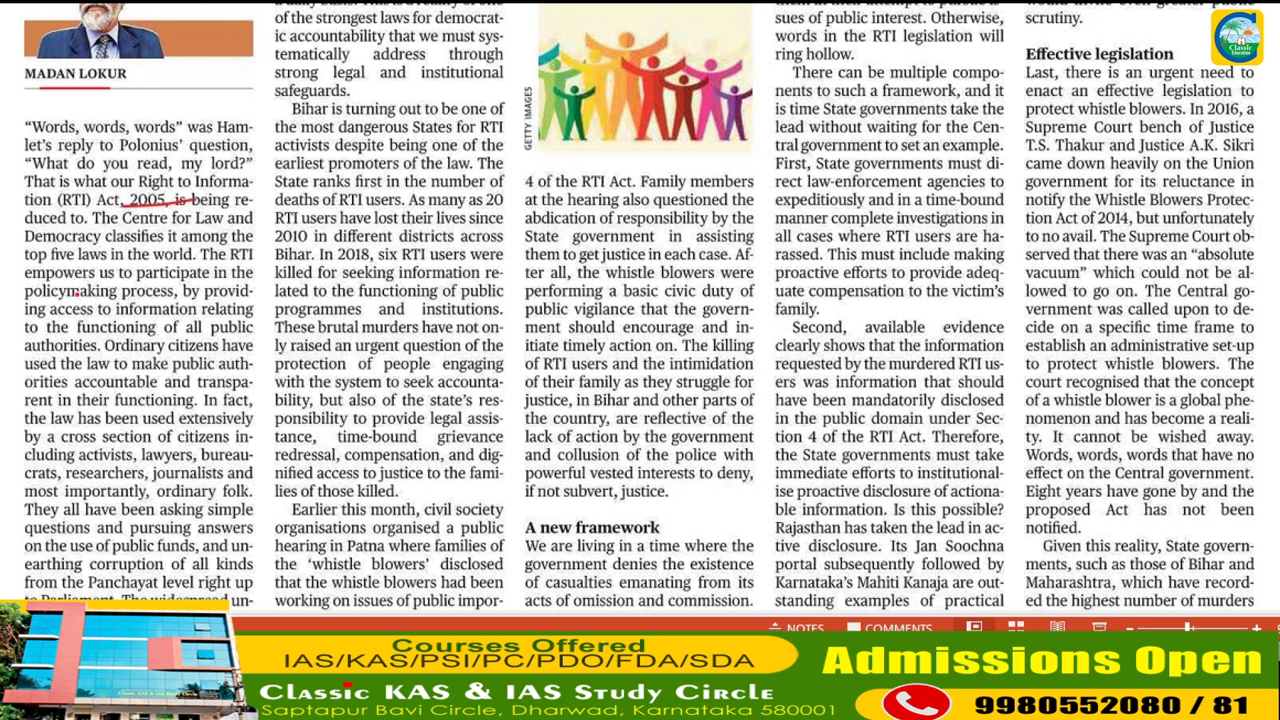 MADAN LOKUR
“Words, words, words” was Ham-
let’s reply to Polonius’ question,
“What do you read, my lord?”
That is what our Right to Informa-
tion (RTI) Act, 2005, is being re-
duced to. The Centre for Law and
Democracy classifies it among the
top five laws in the world. The RTI
empowers us to participate in the
policymaking process, by provid-
ing access to information relating
to the functioning of all public
authorities. Ordinary citizens have
used the law to make public auth-
orities accountable and transpa-
rent in their functioning. In fact,
the law has been used extensively
by a cross section of citizens in-
cluding activists, lawyers, bureau-
crats, researchers, journalists and
most importantly, ordinary folk.
They all have been asking simple
questions and pursuing answers
on the use of public funds, and un-
earthing corruption of all kinds
from the Panchayat level right up
to Parliament. The widespread un-
of the strongest laws for democrat-
ic accountability that we must sys-
tematically address through
strong legal and institutional
safeguards.
Bihar is turning out to be one of
the most dangerous States for RTI
activists despite being one of the
earliest promoters of the law. The
State ranks first in the number of
deaths of RTI users. As many as 20
RTI users have lost their lives since
2010 in different districts across
Bihar. In 2018, six RTI users were
killed for seeking information re-
lated to the functioning of public
programmes and institutions.
These brutal murders have not on-
ly raised an urgent question of the
protection of people engaging
with the system to seek accounta-
bility, but also of the state’s res-
ponsibility to provide legal assis-
tance, time-bound grievance
redressal, compensation, and dig-
nified access to justice to the fami-
lies of those killed.
Earlier this month, civil society
organisations organised a public
hearing in Patna where families of
the ‘whistle blowers’ disclosed
that the whistle blowers had been
working on issues of public impor-
GETTY IMAGES
4 of the RTI Act. Family members
at the hearing also questioned the
abdication of responsibility by the
State government in assisting
them to get justice in each case. Af-
ter all, the whistle blowers were
performing a basic civic duty of
public vigilance that the govern-
ment should encourage and in-
itiate timely action on. The killing
of RTI users and the intimidation
of their family as they struggle for
justice, in Bihar and other parts of
the country, are reflective of the
lack of action by the government
and collusion of the police with
powerful vested interests to deny,
if not subvert, justice.
A new framework
We are living in a time where the
government denies the existence
of casualties emanating from its
acts of omission and commission.
sues of public interest. Otherwise,
words in the RTI legislation will
ring hollow.
There can be multiple compo-
nents to such a framework, and it
is time State governments take the
lead without waiting for the Cen-
tral government to set an example.
First, State governments must di-
rect law-enforcement agencies to
expeditiously and in a time-bound
manner complete investigations in
all cases where RTI users are ha-
rassed. This must include making
proactive efforts to provide adeq-
uate compensation to the victim’s
family.
Second, available evidence
clearly shows that the information
requested by the murdered RTI us-
ers was information that should
have been mandatorily disclosed
in the public domain under Sec-
tion 4 of the RTI Act. Therefore,
the State governments must take
immediate efforts to institutional-
ise proactive disclosure of actiona-
ble information. Is this possible?
Rajasthan has taken the lead in ac-
tive disclosure. Its Jan Soochna
portal subsequently followed by
Karnataka’s Mahiti Kanaja are out-
standing examples of practical
scrutiny.
Effective legislation
Last, there is an urgent need to
enact an effective legislation to
protect whistle blowers. In 2016, a
Supreme Court bench of Justice
T.S. Thakur and Justice A.K. Sikri
came down heavily on the Union
government for its reluctance in
notify the Whistle Blowers Protec-
tion Act of 2014, but unfortunately
to no avail. The Supreme Court ob-
served that there was an “absolute
vacuum” which could not be al-
lowed to go on. The Central go-
vernment was called upon to de-
cide on a specific time frame to
establish an administrative set-up
to protect whistle blowers. The
court recognised that the concept
of a whistle blower is a global phe-
nomenon and has become a reali-
ty. It cannot be wished away.
Words, words, words that have no
effect on the Central government.
Eight years have gone by and the
proposed Act has not been
notified.
Given this reality, State govern-
ments, such as those of Bihar and
Maharashtra, which have record-
ed the highest number of murders
Classic
Education
NOTES
COMMENTS
Courses Offered
IAS/KAS/PSI/PC/PDO/FDA/SDA
Classic KAS & IAS Study Circle
Saptapur Bavi Circle, Dharwad, Karnataka 580001
Admissions Open
9980552080 / 81